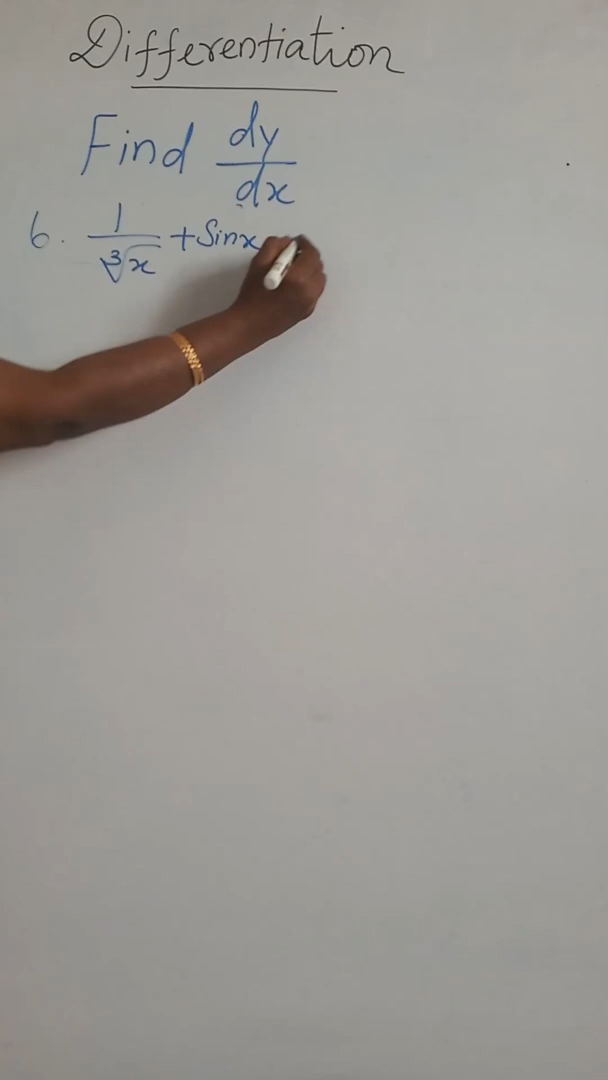 Differentiation
Find dy/dx
6. 1/∛x + Sinx